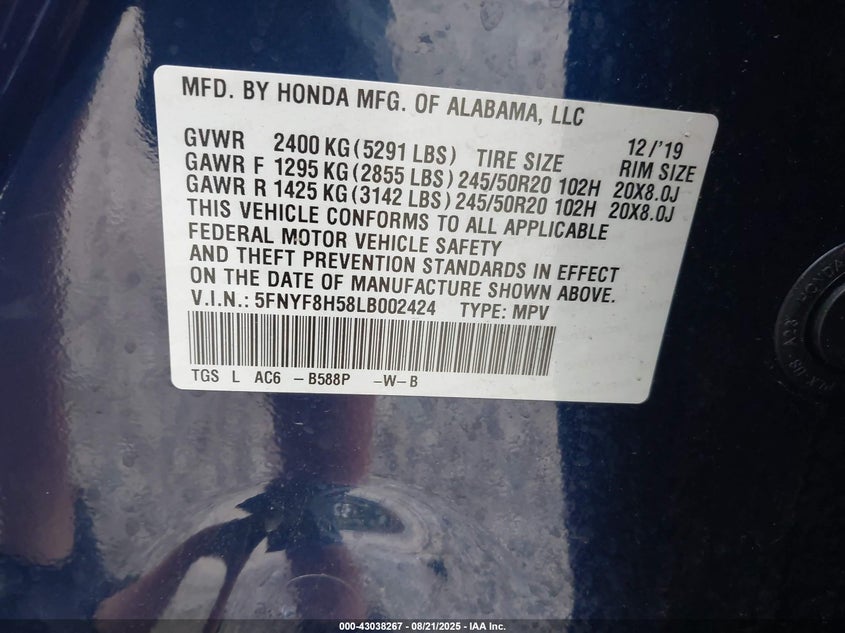 MFD. BY HONDA MFG. OF ALABAMA, LLC
GVWR 2400 KG (5291 LBS) TIRE SIZE 12/'19 RIM SIZE
GAWR F 1295 KG (2855 LBS) 245/50R20 102H 20X8.0J
GAWR R 1425 KG (3142 LBS) 245/50R20 102H 20X8.0J
THIS VEHICLE CONFORMS TO ALL APPLICABLE
FEDERAL MOTOR VEHICLE SAFETY
AND THEFT PREVENTION STANDARDS IN EFFECT
ON THE DATE OF MANUFACTURE SHOWN ABOVE.
V.I.N.: 5FNYF8H58LB002424 TYPE: MPV
TGS L AC6 -B588P -W-B
HONDA
000-43038267 - 08/21/2025 - IAA Inc.